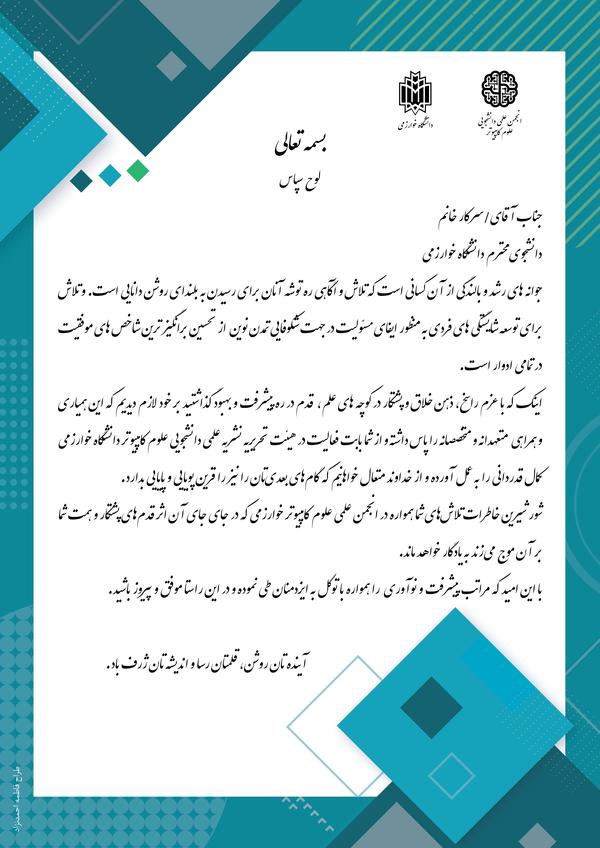 انجمن علمی دانشجویی
علوم کامپیوتر
دانشگاه خوارزمی
بسمه تعالی
لوح سپاس
جناب آقای/سرکار خانم
دانشجوی محترم دانشگاه خوارزمی
جوانه های رشد و بالندگی از آن کسانی است که تلاش و آگاهی ره توشه آنان برای رسیدن به بلندای روشن دانایی است. و تلاش
برای توسعه شایستگی های فردی به منظور ایفای مسئولیت در جهت شکوفایی تمدن نوین از تحسین برانگیزترین شاخص های موفقیت
در تمامی ادوار است.
اینک که با عزم راسخ، ذهن خلاق و پشتکار در کوچه های علم، قدم در ره پیشرفت و بهبود گذاشتید بر خود لازم دیدیم که این همیاری
و همراهی متعهدانه و متخصصانه را پاس داشته و از شما بابت فعالیت در هیئت تحریریه نشریه علمی دانشجویی علوم کامپیوتر دانشگاه خوارزمی
کمال قدردانی را به عمل آورده و از خداوند متعال خواهانیم که گام های بعدی تان را نیز را قرین پویایی و پایایی بدارد.
شور شیرین خاطرات تلاش های شما همواره در انجمن علمی علوم کامپیوتر خوارزمی که در جای جای آن اثر قدم های پشتکار و همت شما
بر آن موج می زند به یادگار خواهد ماند.
با این امید که مراتب پیشرفت و نوآوری را همواره با توکل به ایزدمنان طی نموده و در این راستا موفق و پیروز باشید.
آینده تان روشن، قلمتان رسا و اندیشه تان ژرف باد.
طراح: فاطمه احمدنژاد